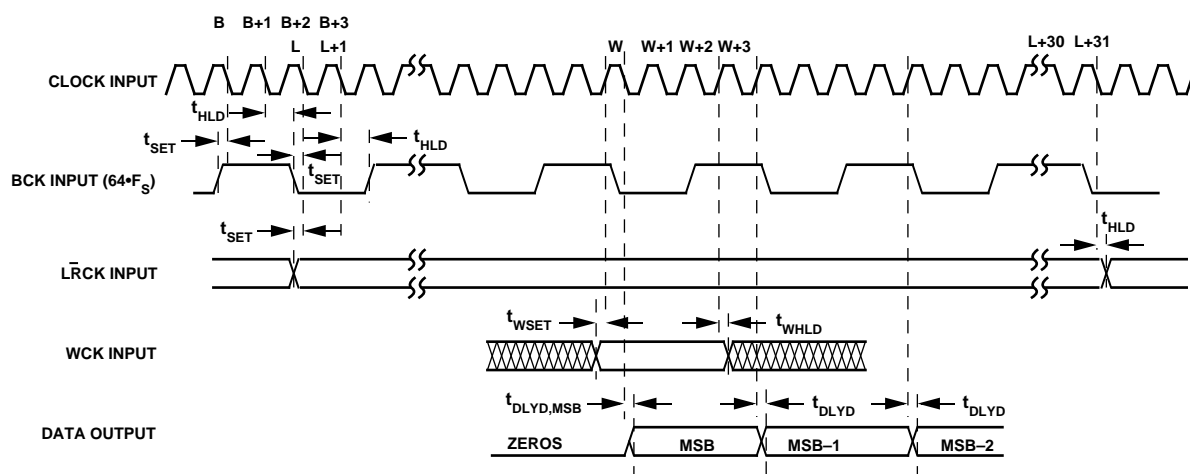 B B+1 B+2 B+3
L L+1 W W+1 W+2 W+3 L+30 L+31
CLOCK INPUT
tHLD
tSET tHLD
BCK INPUT (64•FS) tSET
tSET tHLD
L̅RCK INPUT
tWSET tWHLD
WCK INPUT
tDLYD,MSB tDLYD tDLYD
DATA OUTPUT ZEROS MSB MSB–1 MSB–2